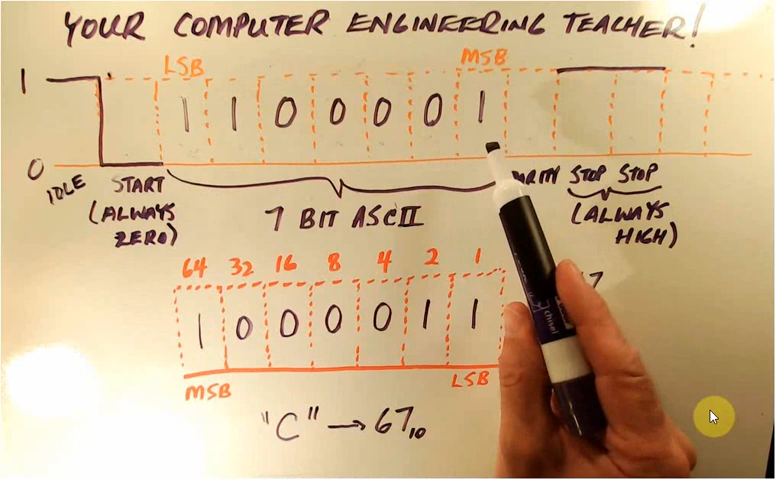 YOUR COMPUTER ENGINEERING TEACHER!
LSB MSB
1 1 1 0 0 0 0 1
0
IDLE START STOP STOP
(ALWAYS ZERO) 7 BIT ASCII (ALWAYS HIGH)
64 32 16 8 4 2 1
1 0 0 0 0 1 1
MSB LSB
"C" → 67₁₀